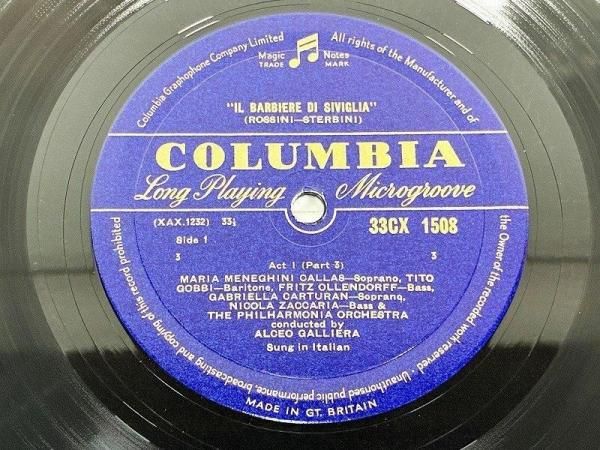 Columbia Graphophone Company Limited
Magic Notes
TRADE MARK
All rights of the Manufacturer and of
the Owner of the recorded work reserved · Unauthorised public performance, broadcasting and copying of this record prohibited
"IL BARBIERE DI SIVIGLIA"
(ROSSINI—STERBINI)
COLUMBIA
Long Playing Microgroove
(XAX.1232) 33⅓
33CX 1508
Side 1
3 3
Act 1 (Part 3)
MARIA MENEGHINI CALLAS—Soprano, TITO
GOBBI—Baritone, FRITZ OLLENDORFF—Bass,
GABRIELLA CARTURAN—Soprano,
NICOLA ZACCARIA—Bass &
THE PHILHARMONIA ORCHESTRA
conducted by
ALCEO GALLIERA
Sung in Italian
MADE IN GT. BRITAIN